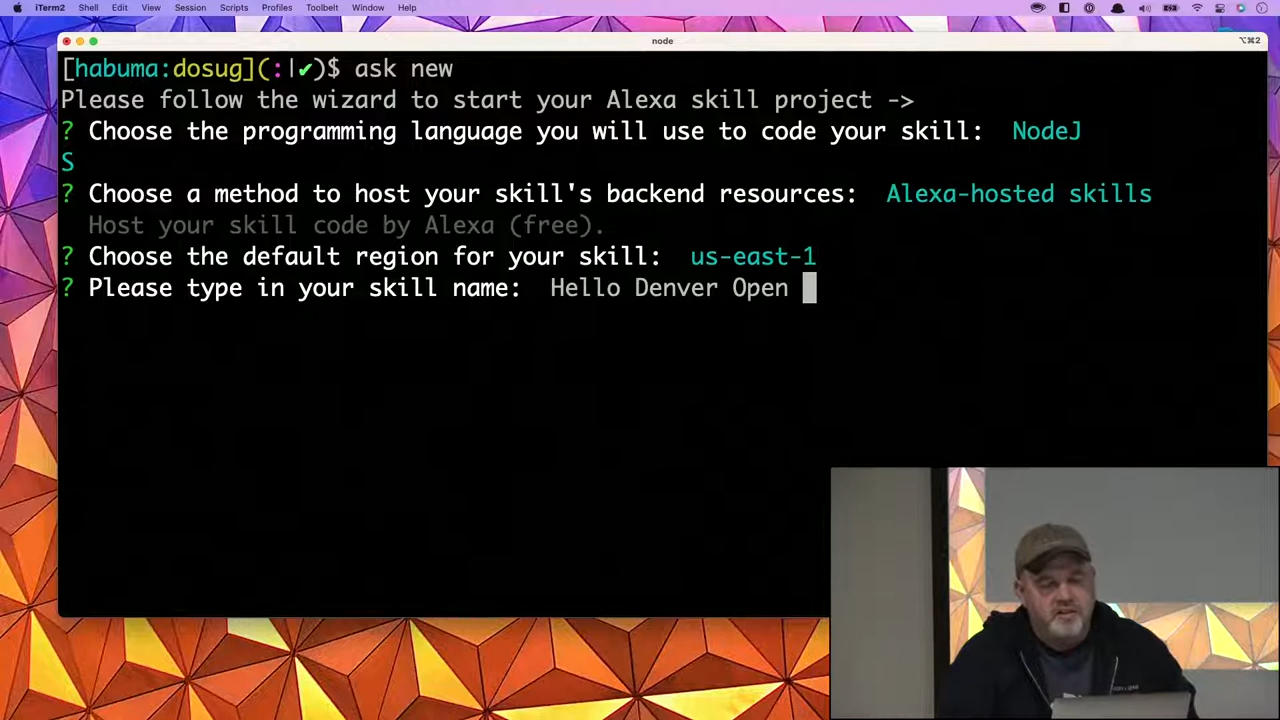 iTerm2 Shell Edit View Session Scripts Profiles Toolbelt Window Help
node
⌥⌘2
[habuma:dosug](:|✔)$ ask new
Please follow the wizard to start your Alexa skill project ->
? Choose the programming language you will use to code your skill:  NodeJ
S
? Choose a method to host your skill's backend resources:  Alexa-hosted skills
Host your skill code by Alexa (free).
? Choose the default region for your skill:  us-east-1
? Please type in your skill name:  Hello Denver Open